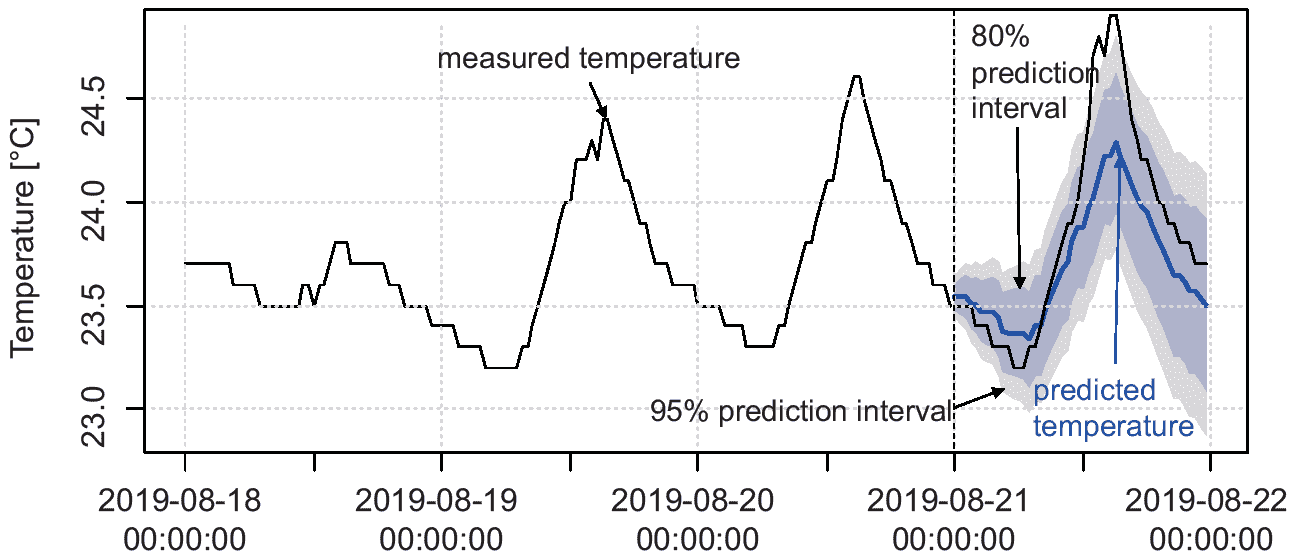 Temperature [°C]
24.5
24.0
23.5
23.0
measured temperature
80%
prediction
interval
95% prediction interval
predicted
temperature
2019-08-18
00:00:00
2019-08-19
00:00:00
2019-08-20
00:00:00
2019-08-21
00:00:00
2019-08-22
00:00:00